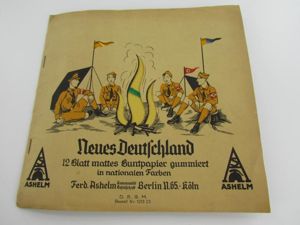 Neues Deutschland
12 Blatt mattes Buntpapier gummiert
in nationalen Farben
Ferd. Ashelm Berlin N.65.-Köln
ASHELM
ASHELM
D. R. G. M.